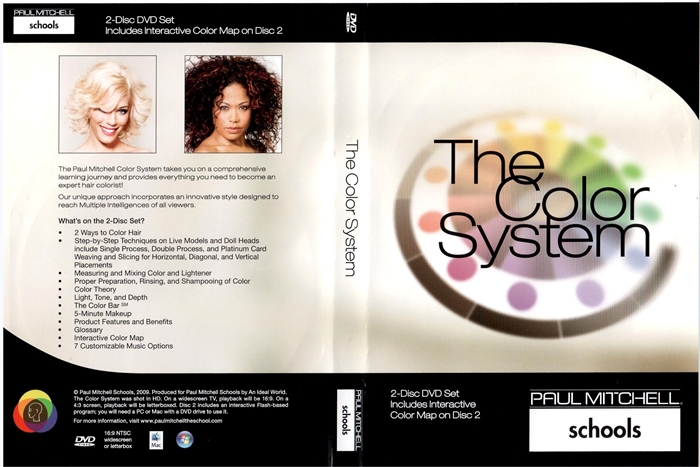 PAUL MITCHELL
schools
2-Disc DVD Set
Includes Interactive Color Map on Disc 2
The Paul Mitchell Color System takes you on a comprehensive
learning journey and provides everything you need to become an
expert hair colorist!
Our unique approach incorporates an innovative style designed to
reach Multiple Intelligences of all viewers.
What's on the 2-Disc Set?
• 2 Ways to Color Hair
• Step-by-Step Techniques on Live Models and Doll Heads
include Single Process, Double Process, and Platinum Card
Weaving and Slicing for Horizontal, Diagonal, and Vertical
Placements
• Measuring and Mixing Color and Lightener
• Proper Preparation, Rinsing, and Shampooing of Color
• Color Theory
• Light, Tone, and Depth
• The Color Bar SM
• 5-Minute Makeup
• Product Features and Benefits
• Glossary
• Interactive Color Map
• 7 Customizable Music Options
© Paul Mitchell Schools, 2009. Produced for Paul Mitchell Schools by An Ideal World.
The Color System was shot in HD. On a widescreen TV, playback will be 16:9. On a
4:3 screen, playback will be letterboxed. Disc 2 includes an interactive Flash-based
program; you will need a PC or Mac with a DVD drive to use it.
For more information, visit www.paulmitchelltheschool.com
DVD
16:9 NTSC
widescreen
or letterbox
Mac
DVD
The Color System
PAUL MITCHELL
schools
The
Color
System
2-Disc DVD Set
Includes Interactive
Color Map on Disc 2
PAUL MITCHELL
schools